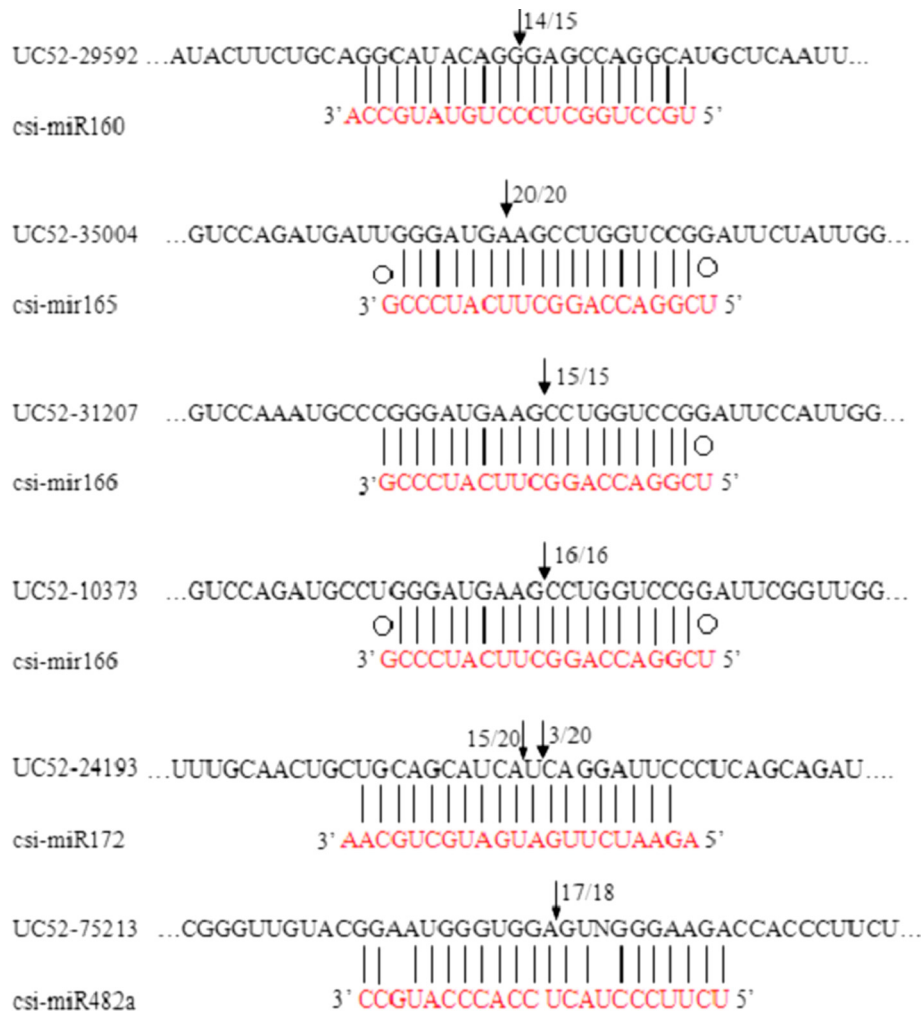 14/15
UC52-29592 ...AUACUUCUGCAGGCAUACAGGGAGCCAGGCAUGCUCAAUU...
csi-miR160 3’ ACCGUAUGUCCCUCGGUCCGU 5’
20/20
UC52-35004 ...GUCCAGAUGAUUGGGAUGAAGCCUGGUCCGGAUUCUAUUGG...
csi-mir165 3’ GCCCUACUUCGGACCAGGCU 5’
15/15
UC52-31207 ...GUCCAAAUGCCCGGGAUGAAGCCUGGUCCGGAUUCCAUUGG...
csi-mir166 3’GCCCUACUUCGGACCAGGCU 5’
16/16
UC52-10373 ...GUCCAGAUGCCUGGGAUGAAGCCUGGUCCGGAUUCGGUUGG...
csi-mir166 3’ GCCCUACUUCGGACCAGGCU 5’
15/20 3/20
UC52-24193 ...UUUGCAACUGCUGCAGCAUCAUCAGGAUUCCCUCAGCAGAU....
csi-miR172 3’ AACGUCGUAGUAGUUCUAAGA 5’
17/18
UC52-75213 ...CGGGUUGUACGGAAUGGGUGGAGUNGGGAAGACCACCCUUCU...
csi-miR482a 3’ CCGUACCCACC UCAUCCCUUCU 5’